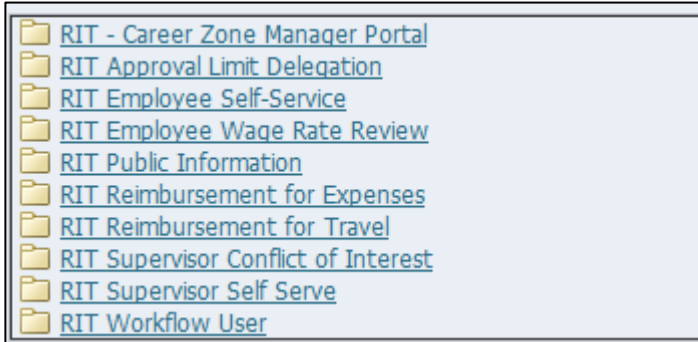 RIT - Career Zone Manager Portal
RIT Approval Limit Delegation
RIT Employee Self-Service
RIT Employee Wage Rate Review
RIT Public Information
RIT Reimbursement for Expenses
RIT Reimbursement for Travel
RIT Supervisor Conflict of Interest
RIT Supervisor Self Serve
RIT Workflow User